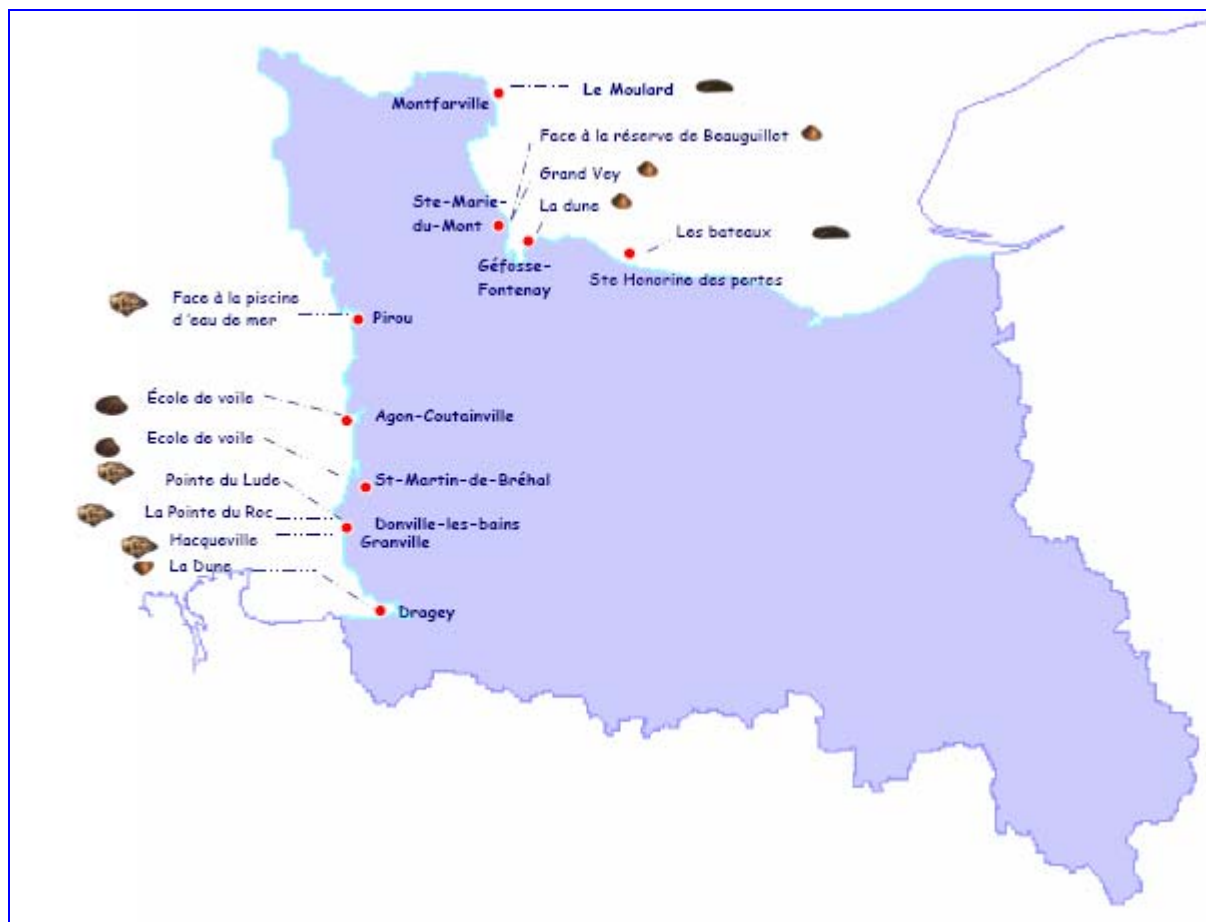 Le Moulard
Montfarville
Face à la réserve de Beauguillot
Grand Vey
Ste-Marie-
du-Mont
La dune
Les bateaux
Géfosse-
Fontenay
Ste Honorine des pertes
Face à la piscine
d'eau de mer
Pirou
École de voile
Agon-Coutainville
Ecole de voile
St-Martin-de-Bréhal
Pointe du Lude
La Pointe du Roc
Donville-les-bains
Hacqueville
Granville
La Dune
Dragey